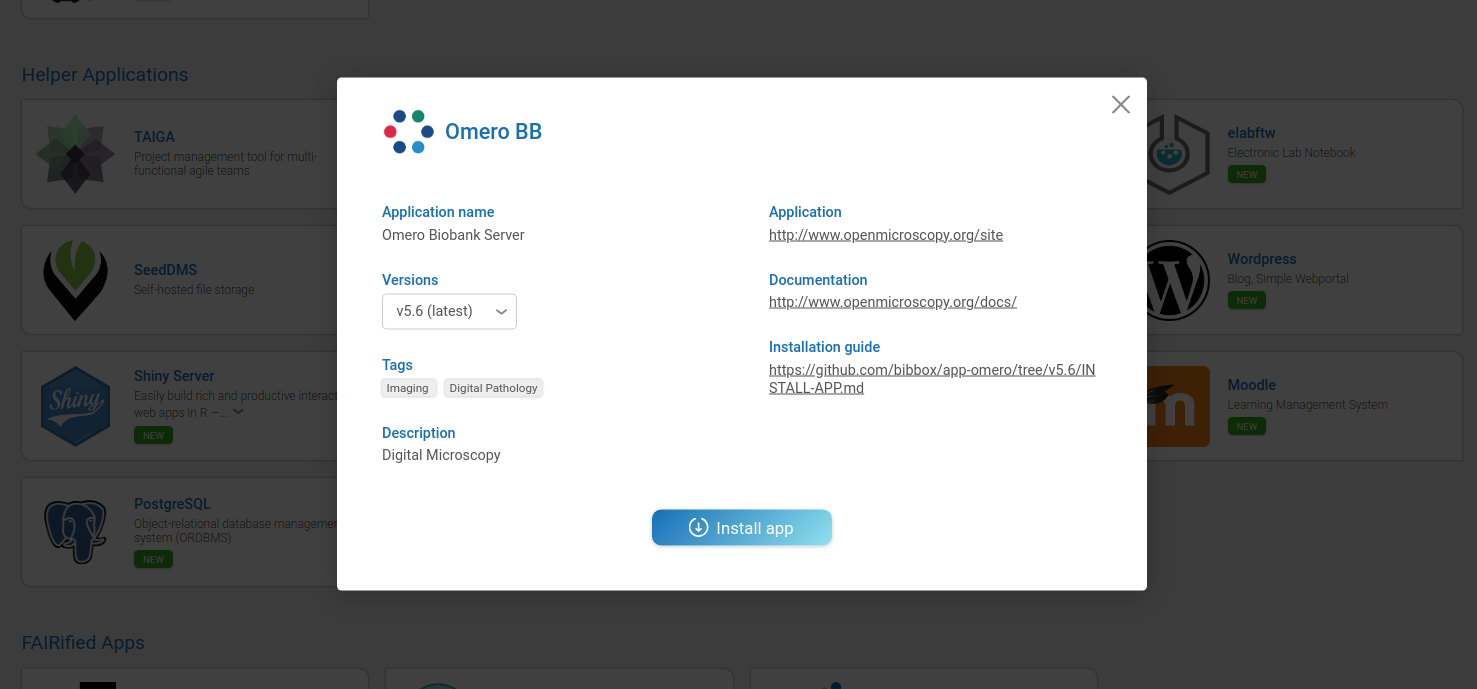 Helper Applications
TAIGA
Project management tool for multi-
functional agile teams
SeedDMS
Self-hosted file storage
Shiny
Shiny Server
Easily build rich and productive interact
web apps in R —...
NEW
PostgreSQL
Object-relational database managemen
system (ORDBMS)
NEW
Omero BB
Application name
Omero Biobank Server
Versions
v5.6 (latest)
Tags
Imaging
Digital Pathology
Description
Digital Microscopy
Application
http://www.openmicroscopy.org/site
Documentation
http://www.openmicroscopy.org/docs/
Installation guide
https://github.com/bibbox/app-omero/tree/v5.6/IN
STALL-APP.md
Install app
elabftw
Electronic Lab Notebook
NEW
Wordpress
Blog, Simple Webportal
NEW
Moodle
Learning Management System
NEW
FAIRified Apps